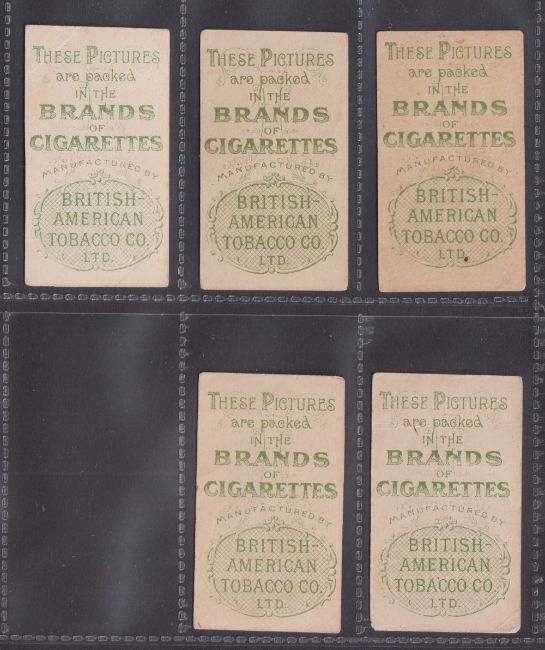 THESE PICTURES
are packed
IN THE
BRANDS
OF
CIGARETTES
MANUFACTURED BY
BRITISH-
AMERICAN
TOBACCO CO.
LTD.
THESE PICTURES
are packed
IN THE
BRANDS
OF
CIGARETTES
MANUFACTURED BY
BRITISH-
AMERICAN
TOBACCO CO.
LTD.
THESE PICTURES
are packed
IN THE
BRANDS
OF
CIGARETTES
MANUFACTURED BY
BRITISH-
AMERICAN
TOBACCO CO.
LTD.
THESE PICTURES
are packed
IN THE
BRANDS
OF
CIGARETTES
MANUFACTURED BY
BRITISH-
AMERICAN
TOBACCO CO.
LTD.
THESE PICTURES
are packed
IN THE
BRANDS
OF
CIGARETTES
MANUFACTURED BY
BRITISH-
AMERICAN
TOBACCO CO.
LTD.